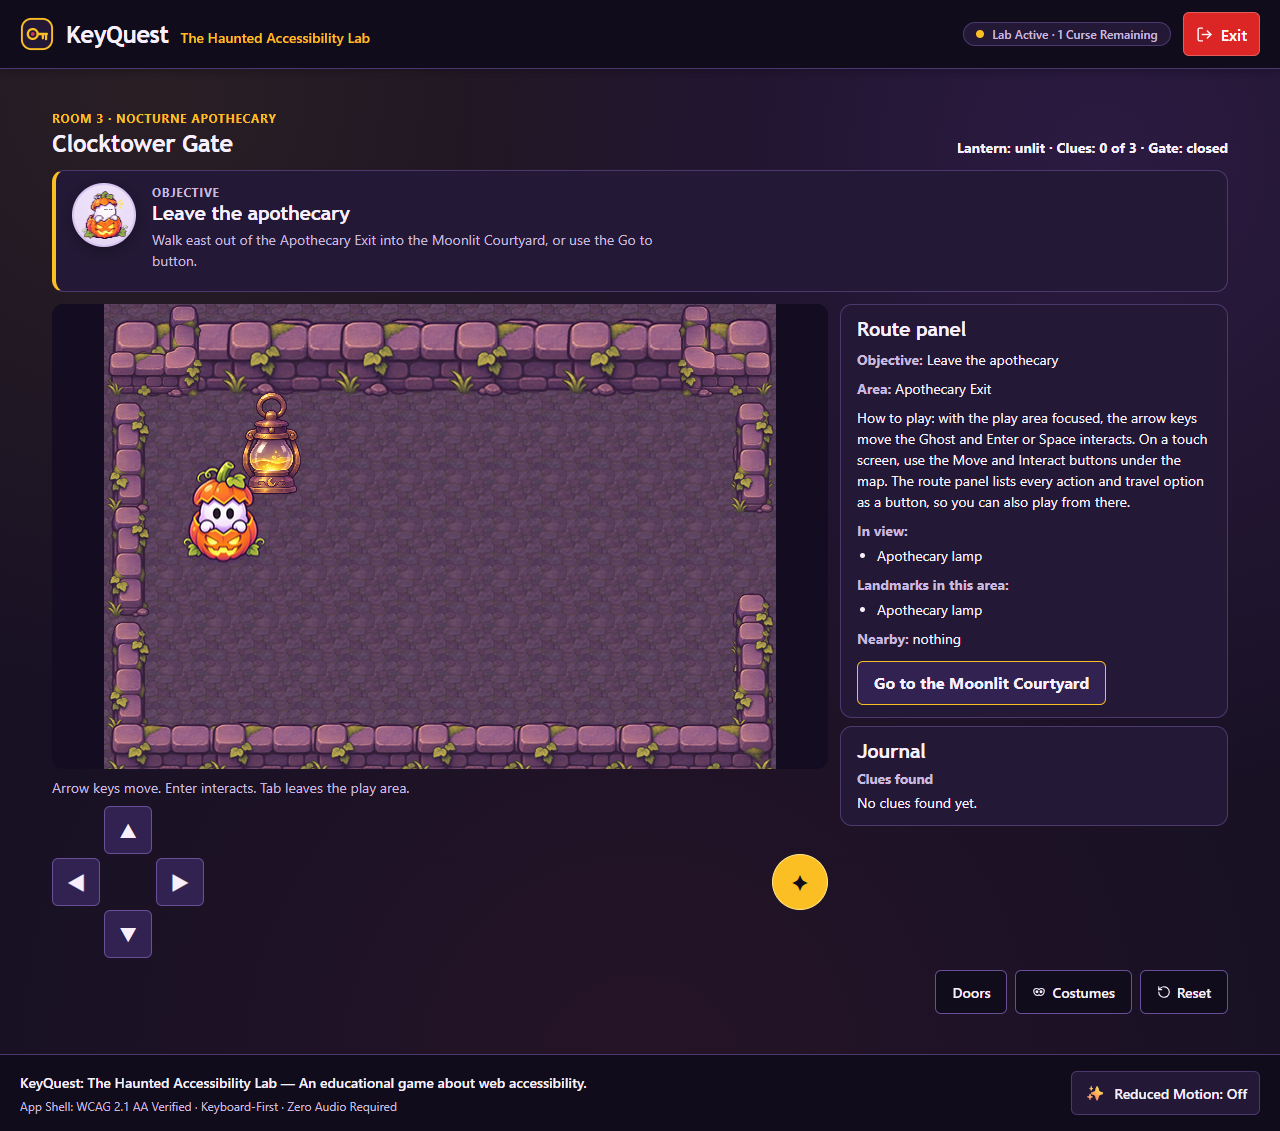 KeyQuest The Haunted Accessibility Lab
Lab Active · 1 Curse Remaining
Exit
ROOM 3 · NOCTURNE APOTHECARY
Clocktower Gate
Lantern: unlit · Clues: 0 of 3 · Gate: closed
OBJECTIVE
Leave the apothecary
Walk east out of the Apothecary Exit into the Moonlit Courtyard, or use the Go to
button.
Route panel
Objective: Leave the apothecary
Area: Apothecary Exit
How to play: with the play area focused, the arrow keys
move the Ghost and Enter or Space interacts. On a touch
screen, use the Move and Interact buttons under the
map. The route panel lists every action and travel option
as a button, so you can also play from there.
In view:
• Apothecary lamp
Landmarks in this area:
• Apothecary lamp
Nearby: nothing
Go to the Moonlit Courtyard
Journal
Clues found
No clues found yet.
Arrow keys move. Enter interacts. Tab leaves the play area.
Doors
Costumes
Reset
KeyQuest: The Haunted Accessibility Lab — An educational game about web accessibility.
App Shell: WCAG 2.1 AA Verified · Keyboard-First · Zero Audio Required
Reduced Motion: Off